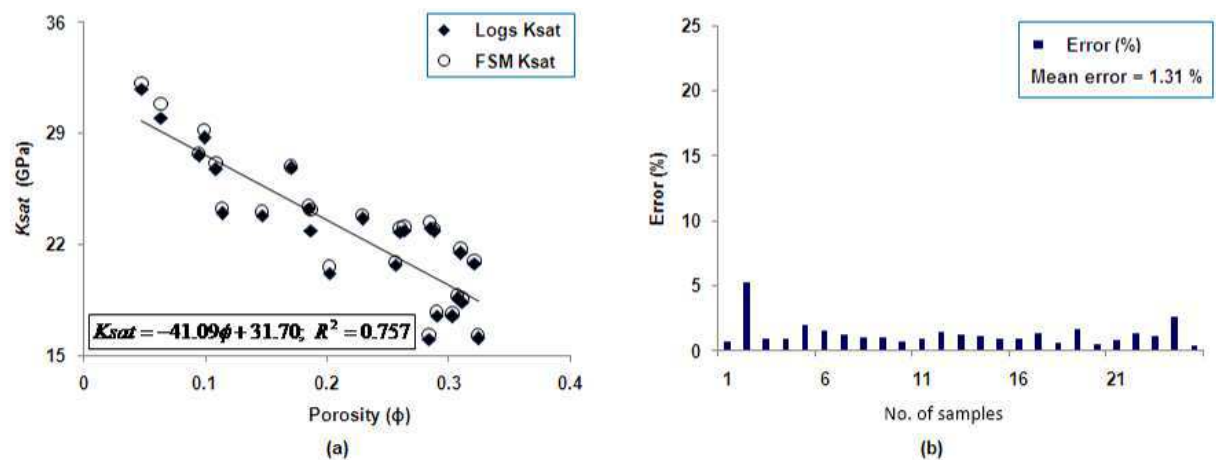 36
29
22
15
Ksat (GPa)
Logs Ksat
FSM Ksat
Ksat = −41.09ϕ + 31.70; R² = 0.757
0
0.1
0.2
0.3
0.4
Porosity (ϕ)
(a)
25
20
15
10
5
0
Error (%)
Error (%)
Mean error = 1.31 %
1
6
11
16
21
No. of samples
(b)